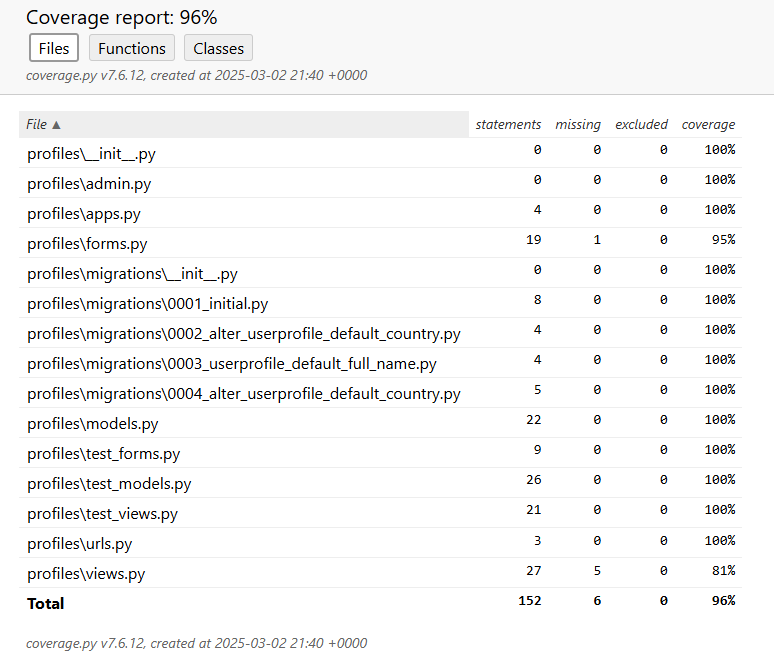 Coverage report: 96%
Files Functions Classes
coverage.py v7.6.12, created at 2025-03-02 21:40 +0000
File ▲ statements missing excluded coverage
profiles\__init__.py 0 0 0 100%
profiles\admin.py 0 0 0 100%
profiles\apps.py 4 0 0 100%
profiles\forms.py 19 1 0 95%
profiles\migrations\__init__.py 0 0 0 100%
profiles\migrations\0001_initial.py 8 0 0 100%
profiles\migrations\0002_alter_userprofile_default_country.py 4 0 0 100%
profiles\migrations\0003_userprofile_default_full_name.py 4 0 0 100%
profiles\migrations\0004_alter_userprofile_default_country.py 5 0 0 100%
profiles\models.py 22 0 0 100%
profiles\test_forms.py 9 0 0 100%
profiles\test_models.py 26 0 0 100%
profiles\test_views.py 21 0 0 100%
profiles\urls.py 3 0 0 100%
profiles\views.py 27 5 0 81%
Total 152 6 0 96%
coverage.py v7.6.12, created at 2025-03-02 21:40 +0000